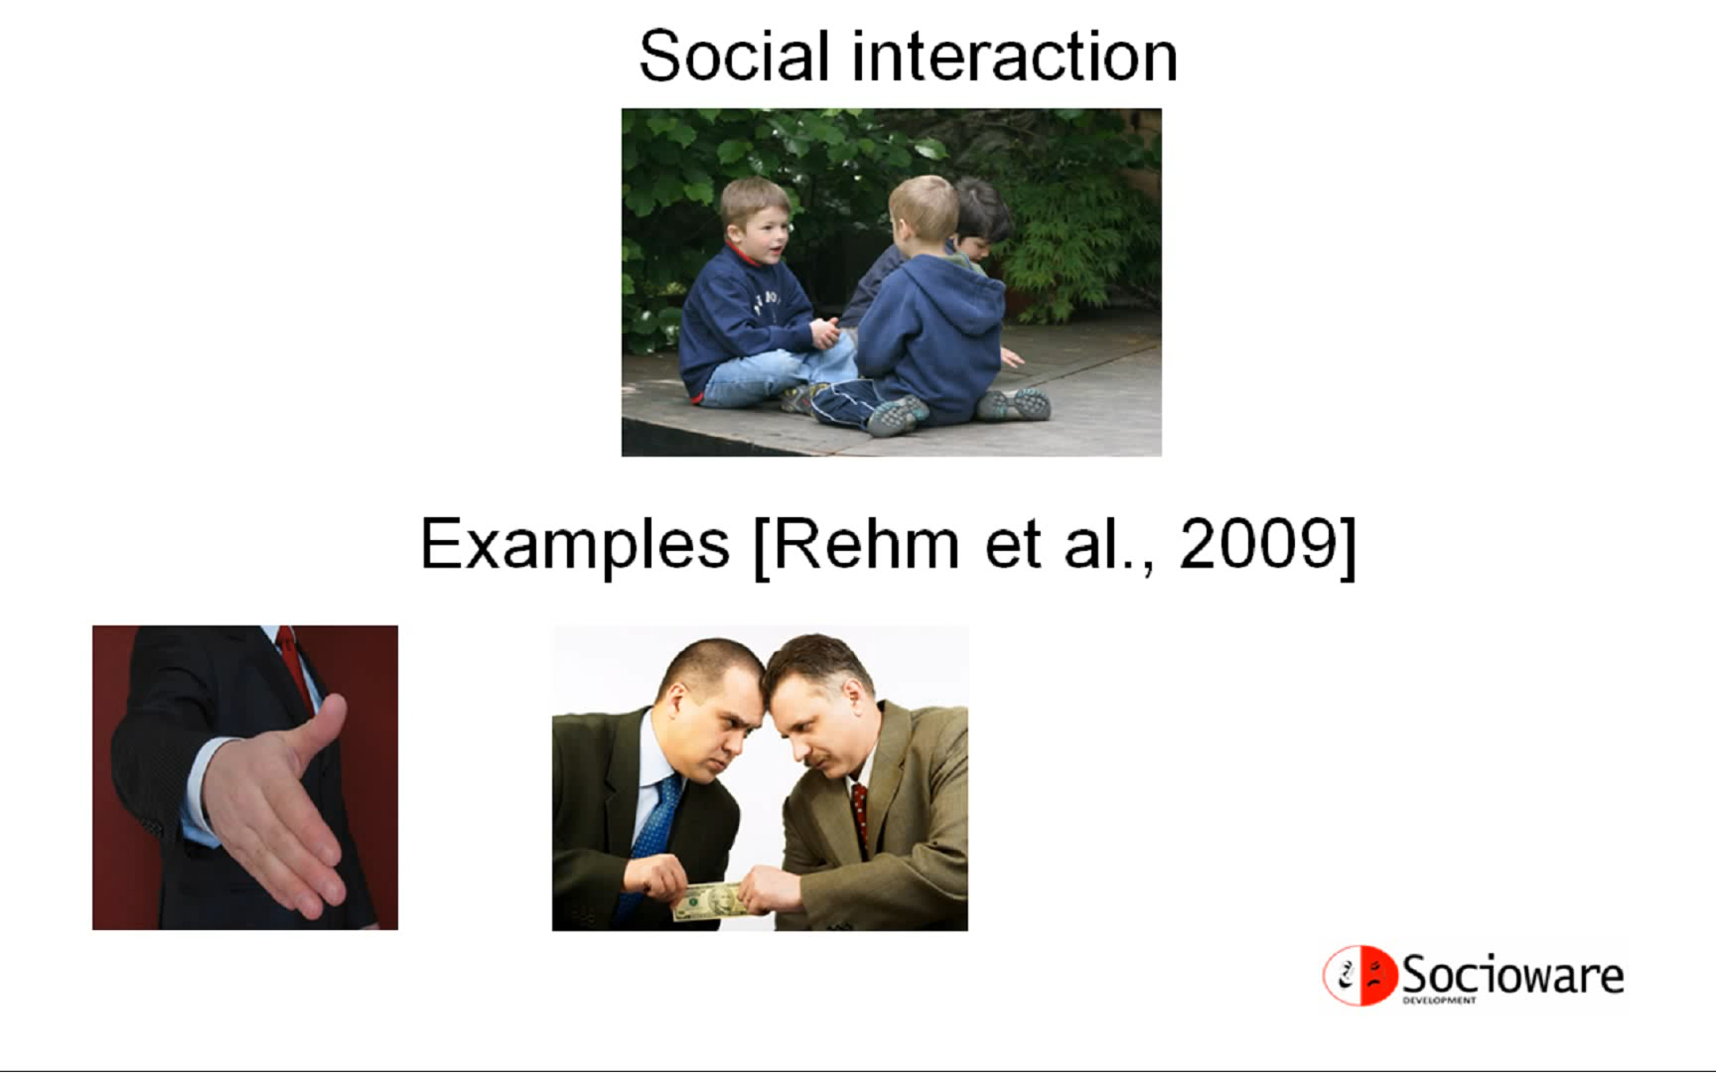 Social interaction
Examples [Rehm et al., 2009]
Socioware
DEVELOPMENT